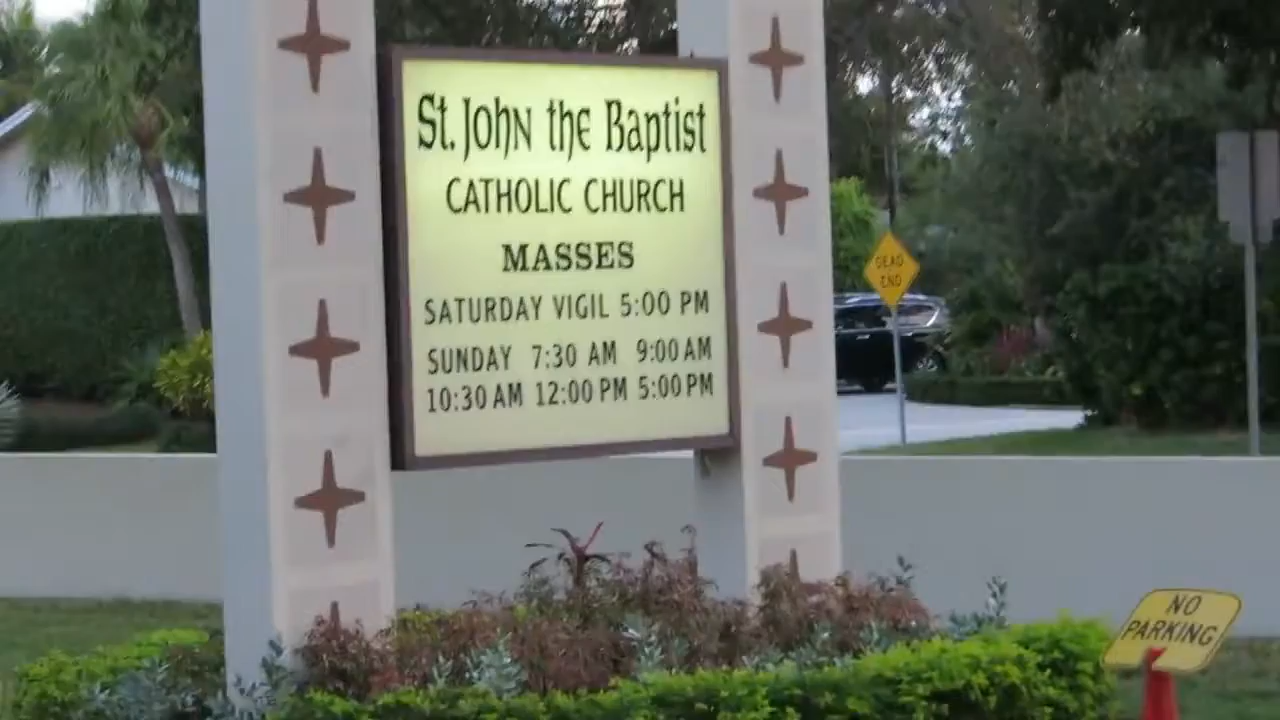 St. John the Baptist
CATHOLIC CHURCH
MASSES
SATURDAY VIGIL 5:00 PM
SUNDAY 7:30 AM 9:00 AM
10:30 AM 12:00 PM 5:00 PM
DEAD
END
NO
PARKING